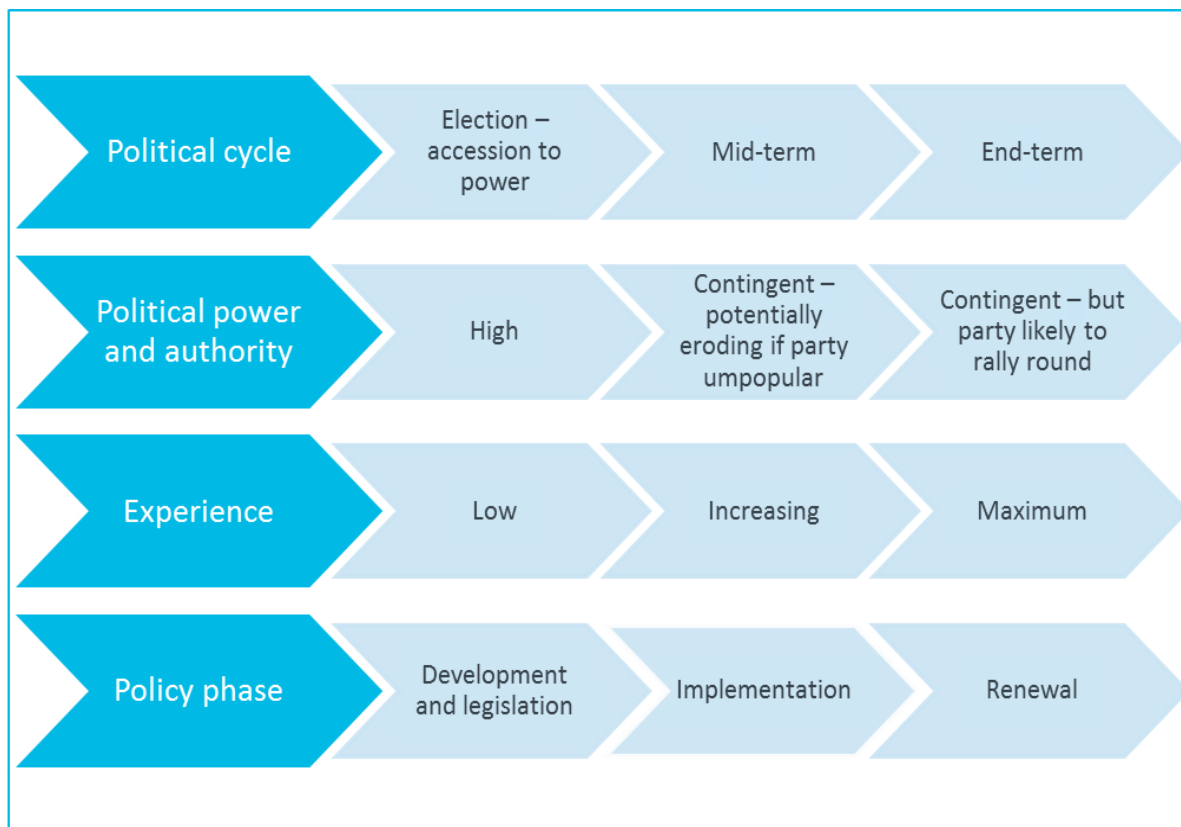 Political cycle
Election –
accession to
power
Mid-term
End-term
Political power
and authority
High
Contingent –
potentially
eroding if party
umpopular
Contingent – but
party likely to
rally round
Experience
Low
Increasing
Maximum
Policy phase
Development
and legislation
Implementation
Renewal